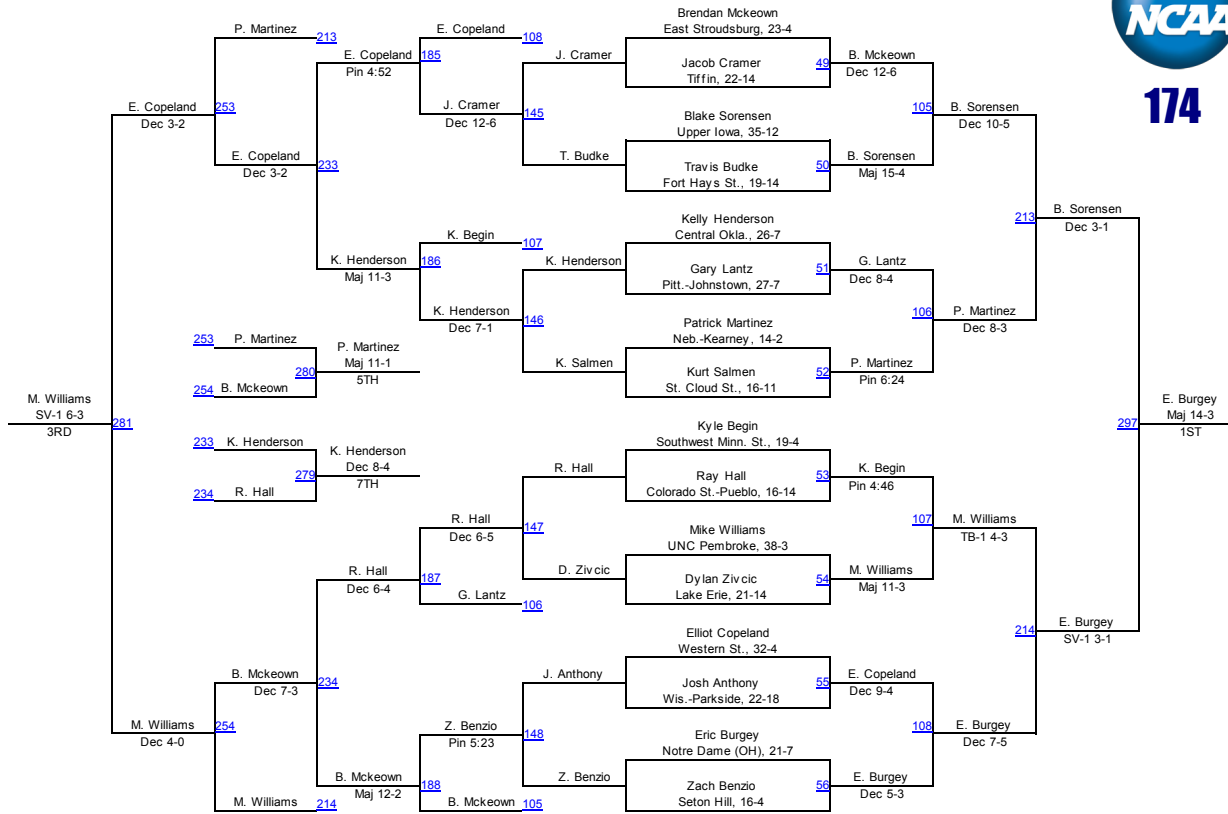 NCAA
174
Brendan Mckeown
East Stroudsburg, 23-4
Jacob Cramer
Tiffin, 22-14
49
B. Mckeown
Dec 12-6
Blake Sorensen
Upper Iowa, 35-12
Travis Budke
Fort Hays St., 19-14
50
B. Sorensen
Maj 15-4
105
B. Sorensen
Dec 10-5
Kelly Henderson
Central Okla., 26-7
Gary Lantz
Pitt.-Johnstown, 27-7
51
G. Lantz
Dec 8-4
Patrick Martinez
Neb.-Kearney, 14-2
Kurt Salmen
St. Cloud St., 16-11
52
P. Martinez
Pin 6:24
106
P. Martinez
Dec 8-3
213
B. Sorensen
Dec 3-1
Kyle Begin
Southwest Minn. St., 19-4
Ray Hall
Colorado St.-Pueblo, 16-14
53
K. Begin
Pin 4:46
Mike Williams
UNC Pembroke, 38-3
Dylan Zivcic
Lake Erie, 21-14
54
M. Williams
Maj 11-3
107
M. Williams
TB-1 4-3
Elliot Copeland
Western St., 32-4
Josh Anthony
Wis.-Parkside, 22-18
55
E. Copeland
Dec 9-4
Eric Burgey
Notre Dame (OH), 21-7
Zach Benzio
Seton Hill, 16-4
56
E. Burgey
Dec 5-3
108
E. Burgey
Dec 7-5
214
E. Burgey
SV-1 3-1
297
E. Burgey
Maj 14-3
1ST
J. Cramer
T. Budke
145
E. Copeland
108
J. Cramer
Dec 12-6
185
E. Copeland
Pin 4:52
K. Henderson
K. Salmen
146
K. Begin
107
K. Henderson
Dec 7-1
186
K. Henderson
Maj 11-3
233
P. Martinez
213
E. Copeland
Dec 3-2
253
E. Copeland
Dec 3-2
253
P. Martinez
254
B. Mckeown
280
P. Martinez
Maj 11-1
5TH
233
K. Henderson
234
R. Hall
279
K. Henderson
Dec 8-4
7TH
R. Hall
D. Zivcic
147
R. Hall
Dec 6-5
G. Lantz
106
187
R. Hall
Dec 6-4
J. Anthony
Z. Benzio
148
Z. Benzio
Pin 5:23
B. Mckeown
105
188
B. Mckeown
Maj 12-2
234
B. Mckeown
Dec 7-3
M. Williams
214
254
M. Williams
Dec 4-0
281
M. Williams
SV-1 6-3
3RD